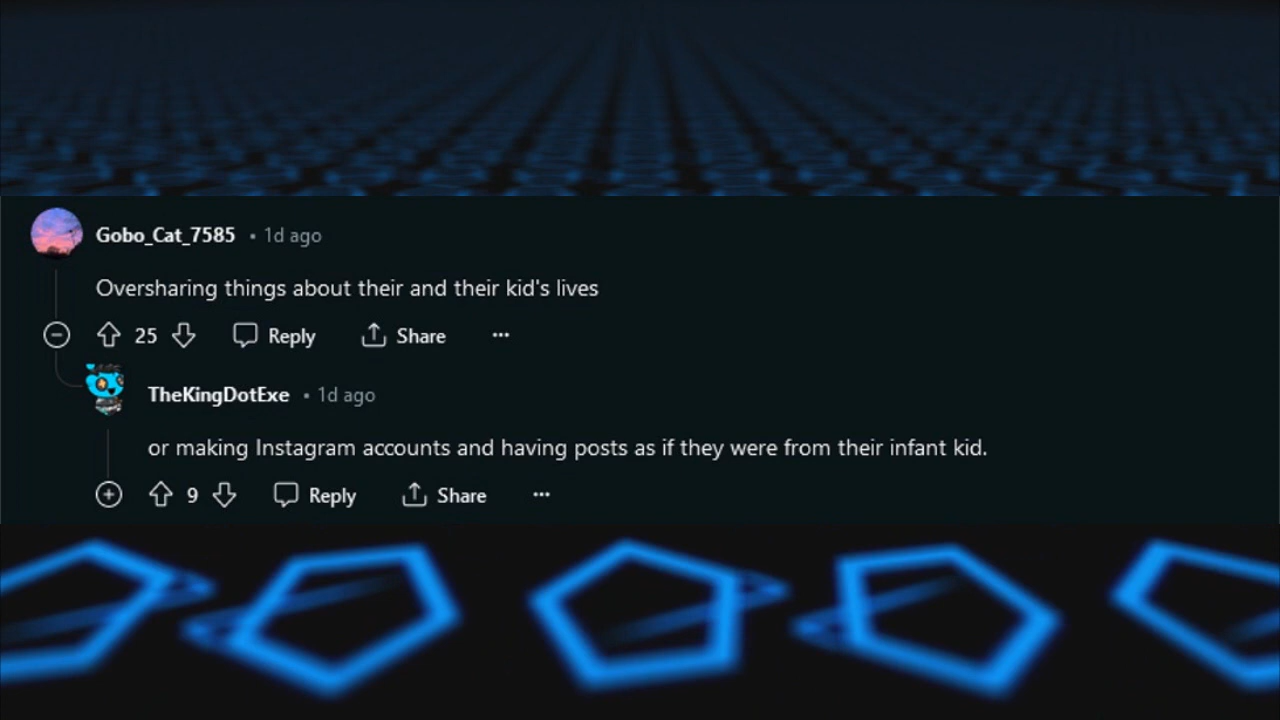 Gobo_Cat_7585 • 1d ago
Oversharing things about their and their kid's lives
25 Reply Share ...
TheKingDotExe • 1d ago
or making Instagram accounts and having posts as if they were from their infant kid.
9 Reply Share ...